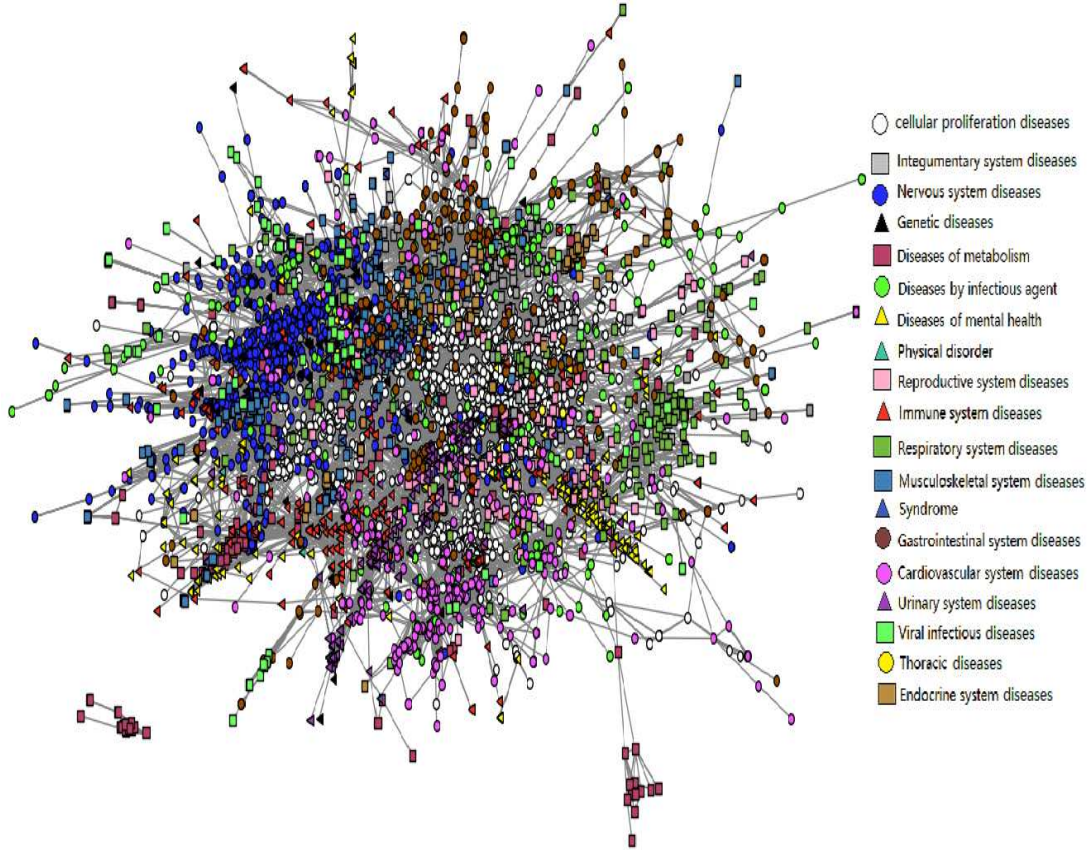 cellular proliferation diseases
Integumentary system diseases
Nervous system diseases
Genetic diseases
Diseases of metabolism
Diseases by infectious agent
Diseases of mental health
Physical disorder
Reproductive system diseases
Immune system diseases
Respiratory system diseases
Musculoskeletal system diseases
Syndrome
Gastrointestinal system diseases
Cardiovascular system diseases
Urinary system diseases
Viral infectious diseases
Thoracic diseases
Endocrine system diseases